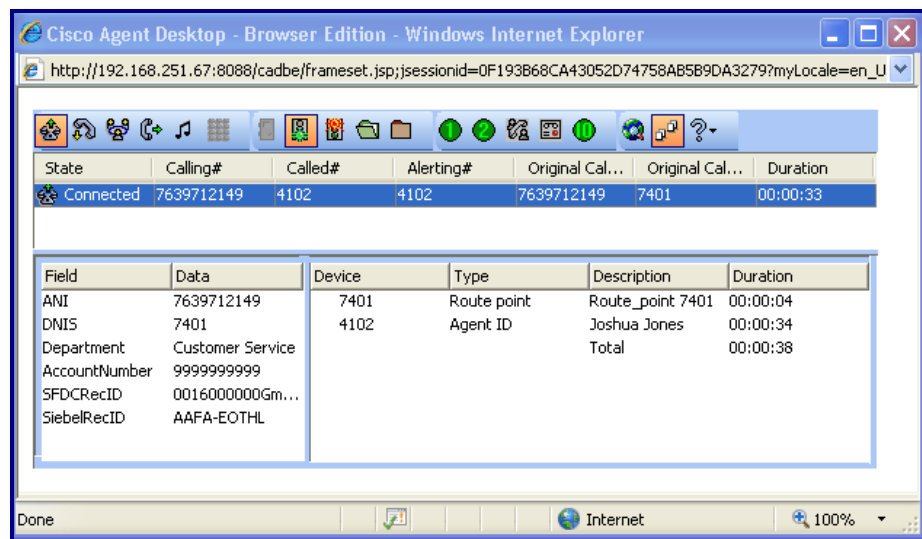 Cisco Agent Desktop - Browser Edition - Windows Internet Explorer
http://192.168.251.67:8088/cadbe/frameset.jsp;jsessionid=0F193B68CA43052D74758AB5B9DA3279?myLocale=en_U
State Calling# Called# Alerting# Original Cal... Original Cal... Duration
Connected 7639712149 4102 4102 7639712149 7401 00:00:33
Field Data Device Type Description Duration
ANI 7639712149 7401 Route point Route_point 7401 00:00:04
DNIS 7401 4102 Agent ID Joshua Jones 00:00:34
Department Customer Service Total 00:00:38
AccountNumber 9999999999
SFDCRecID 0016000000Gm...
SiebelRecID AAFA-EOTHL
Done Internet 100%